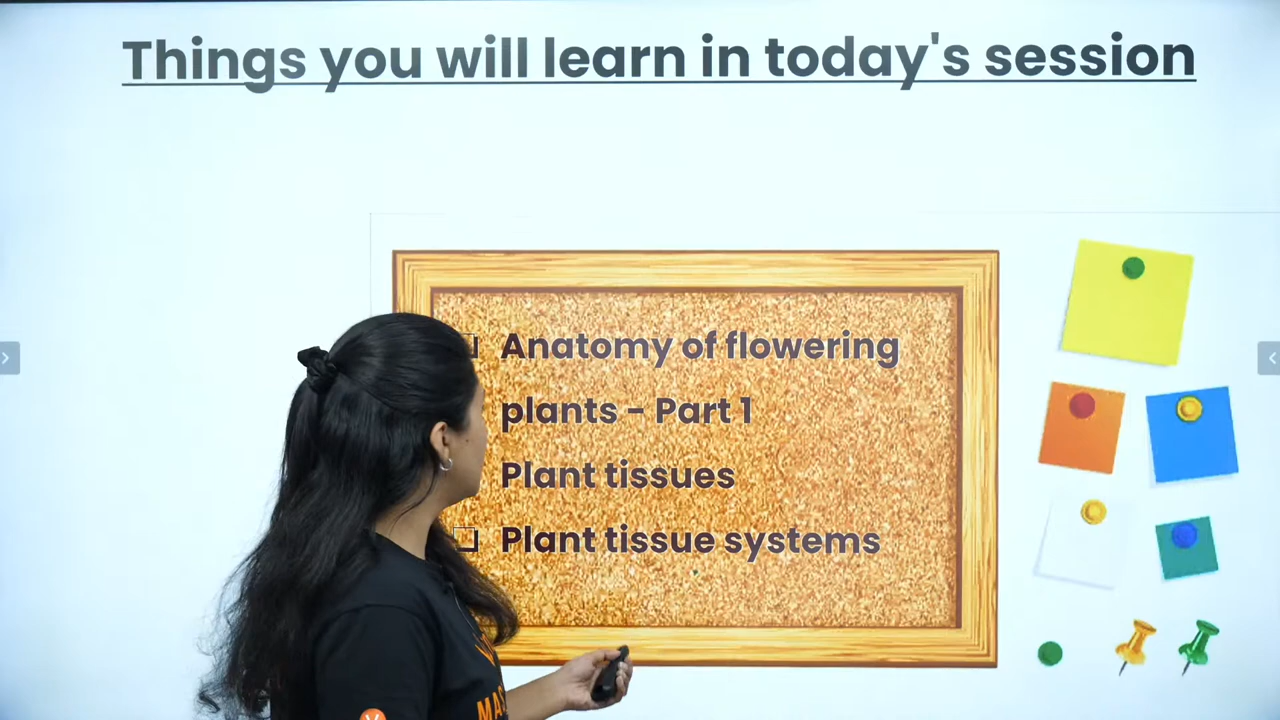 Things you will learn in today's session
Anatomy of flowering
plants - Part 1
Plant tissues
Plant tissue systems